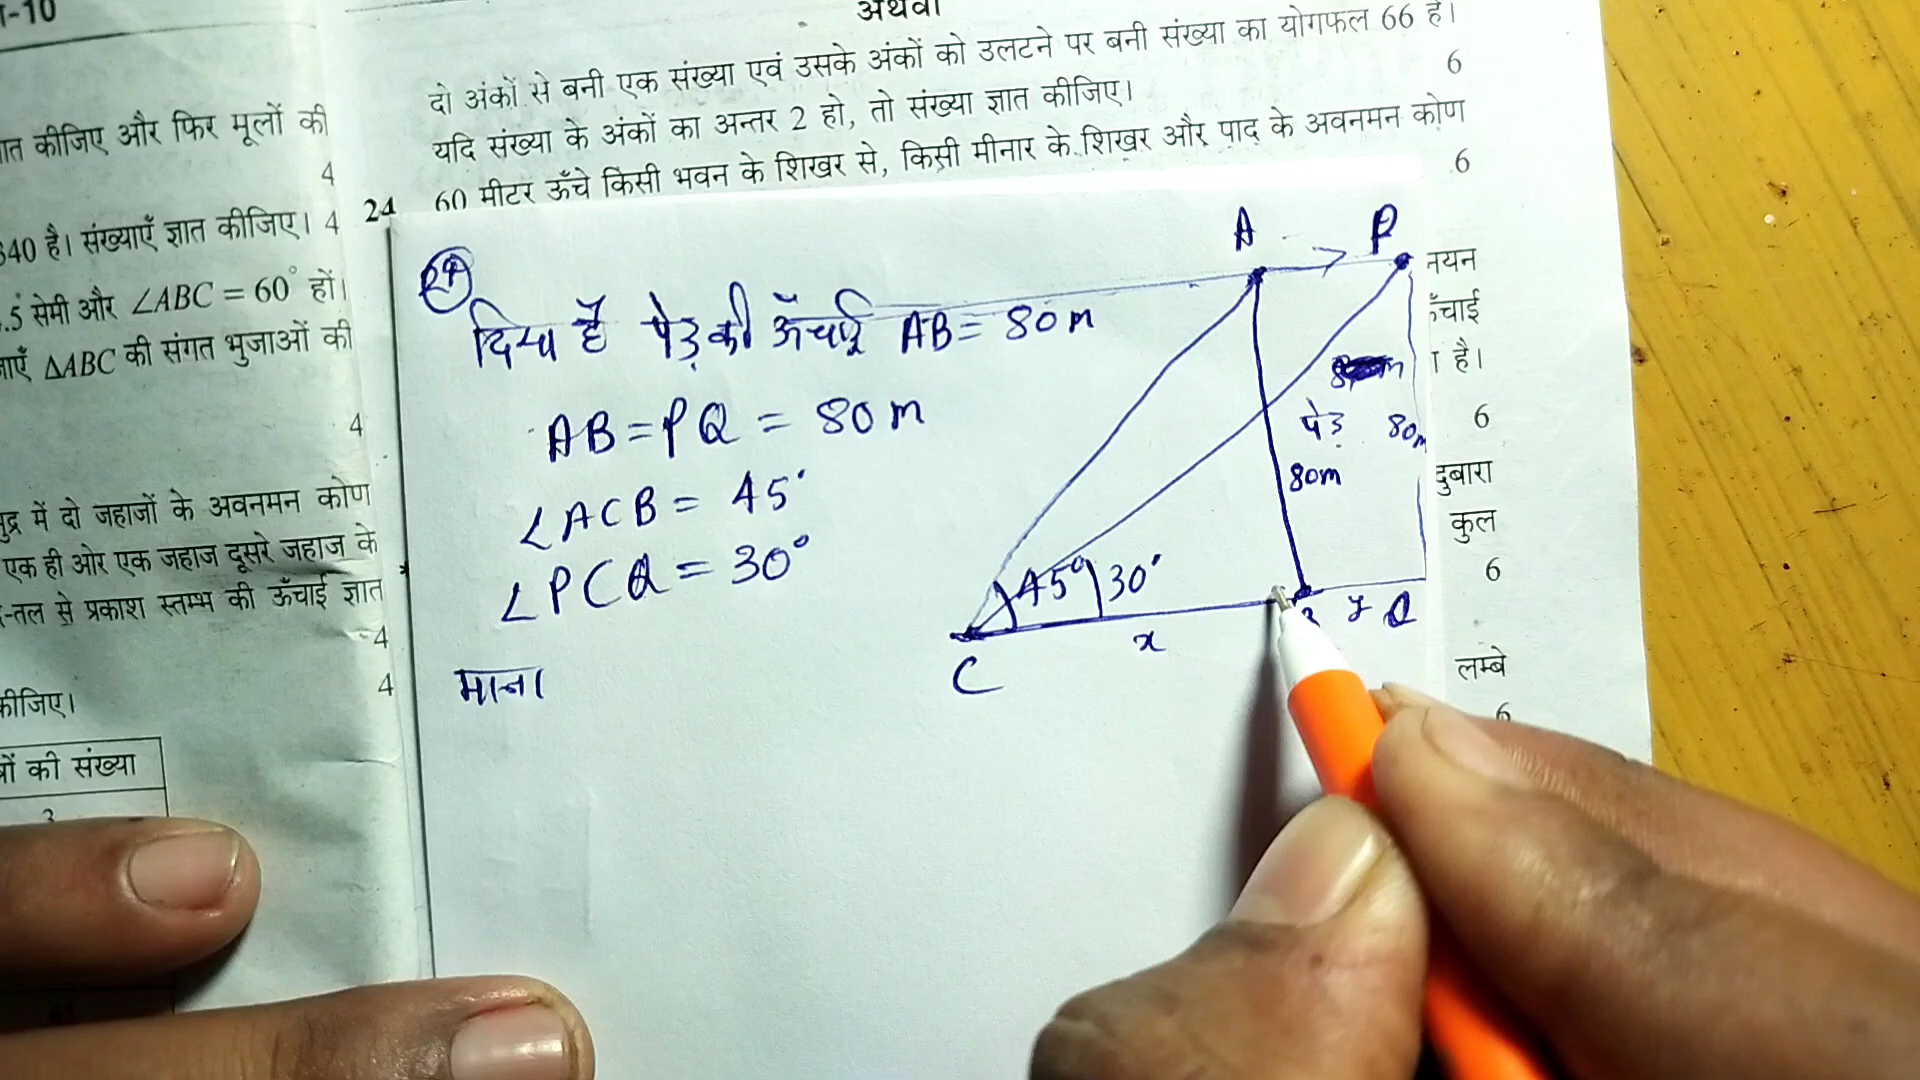 -10
ात कीजिए और फिर मूलों की
4
340 है। संख्याएँ ज्ञात कीजिए। 4
.5 सेमी और ∠ABC = 60° हों।
ाएँ ΔABC की संगत भुजाओं की
4
मुद्र में दो जहाजों के अवनमन कोण
एक ही ओर एक जहाज दूसरे जहाज के
-तल से प्रकाश स्तम्भ की ऊँचाई ज्ञात
4
कीजिए।
4
ों की संख्या
3
अथवा
दो अंकों से बनी एक संख्या एवं उसके अंकों को उलटने पर बनी संख्या का योगफल 66 है।
यदि संख्या के अंकों का अन्तर 2 हो, तो संख्या ज्ञात कीजिए।
6
24 60 मीटर ऊँचे किसी भवन के शिखर से, किसी मीनार के शिखर और पाद के अवनमन कोण
6
नयन
ऊँचाई
है।
6
दुबारा
कुल
6
लम्बे
6
24
दिया है पेड़ की ऊँचाई AB = 80m
AB = PQ = 80m
∠ACB = 45°
∠PCQ = 30°
माना
A P
पेड़ 80m
80m
45° 30°
x y Q
C